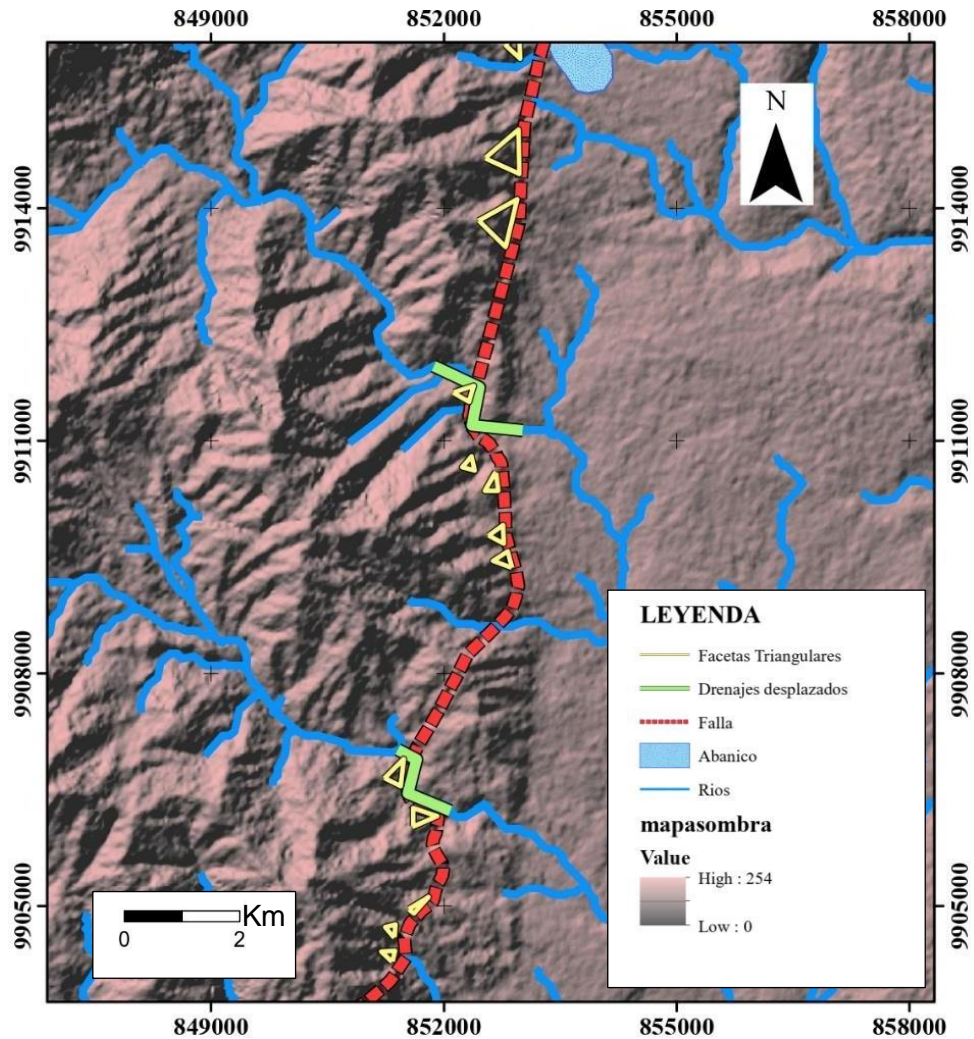 849000 852000 855000 858000
N
9914000 9914000
9911000 9911000
LEYENDA
Facetas Triangulares
Drenajes desplazados
9908000 9908000
Falla
Abanico
Rios
mapasombra
Value
High : 254
9905000 9905000
Low : 0
Km
0 2
849000 852000 855000 858000